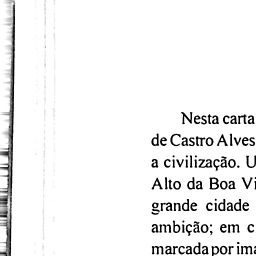 Nesta carta
de Castro Alves
a civilização. U
Alto da Boa Vi
grande cidade
ambição; em c
marcada por ima